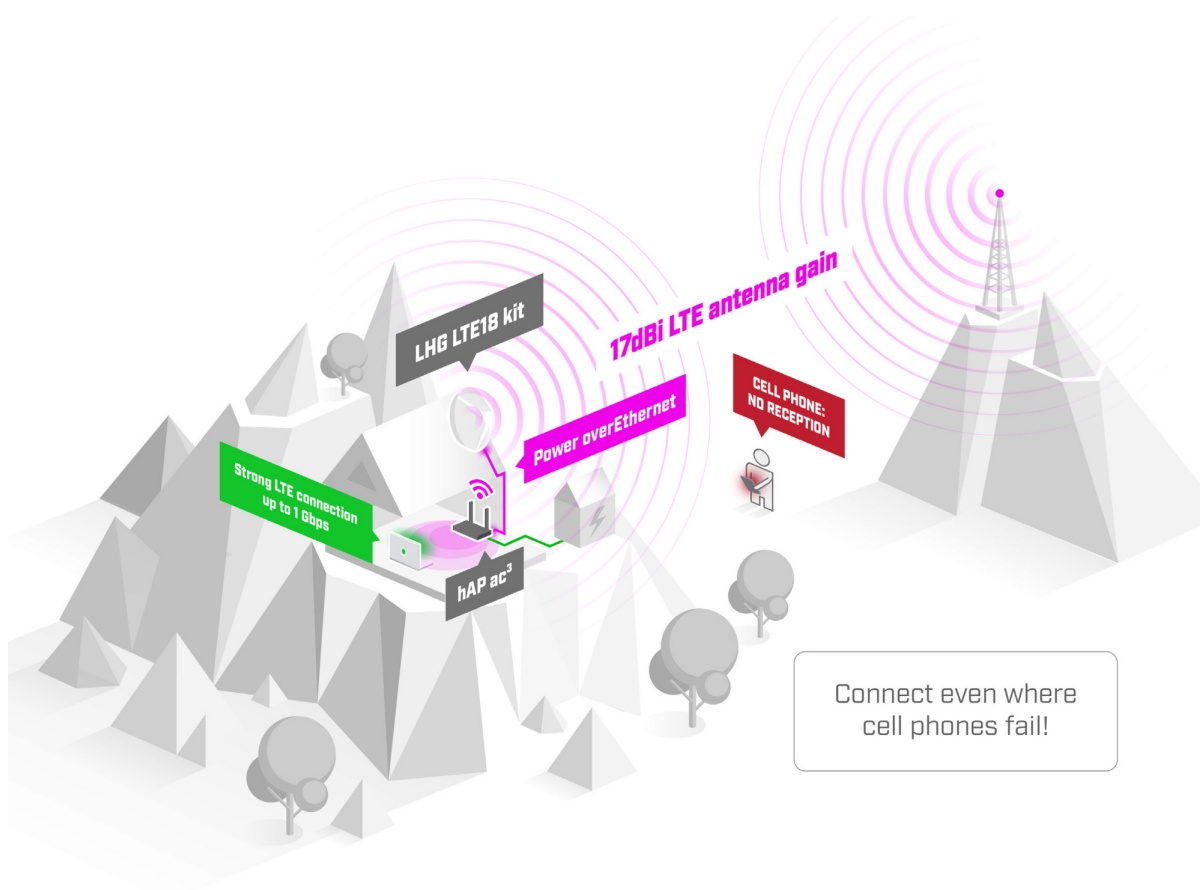 17dBi LTE antenna gain
LHG LTE18 kit
Power overEthernet
CELL PHONE:
NO RECEPTION
Strong LTE connection
up to 1 Gbps
hAP ac³
Connect even where
cell phones fail!